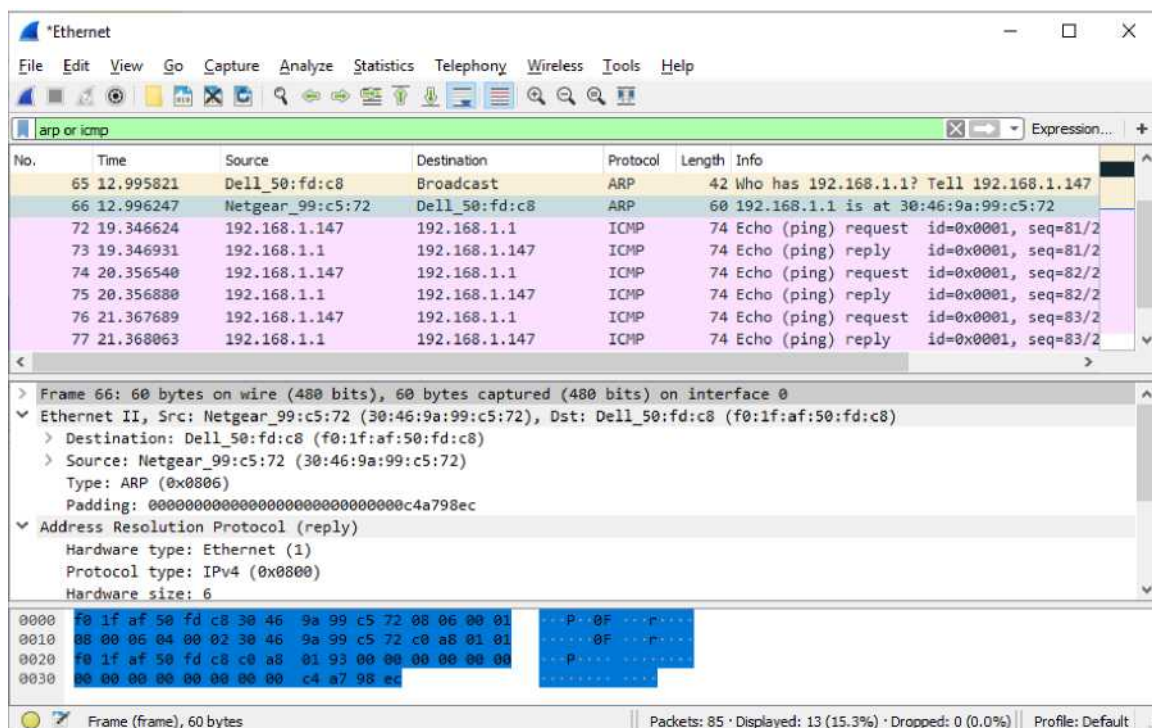 *Ethernet
File Edit View Go Capture Analyze Statistics Telephony Wireless Tools Help
arp or icmp Expression... +
No. Time Source Destination Protocol Length Info
65 12.995821 Dell_50:fd:c8 Broadcast ARP 42 Who has 192.168.1.1? Tell 192.168.1.147
66 12.996247 Netgear_99:c5:72 Dell_50:fd:c8 ARP 60 192.168.1.1 is at 30:46:9a:99:c5:72
72 19.346624 192.168.1.147 192.168.1.1 ICMP 74 Echo (ping) request id=0x0001, seq=81/2
73 19.346931 192.168.1.1 192.168.1.147 ICMP 74 Echo (ping) reply id=0x0001, seq=81/2
74 20.356540 192.168.1.147 192.168.1.1 ICMP 74 Echo (ping) request id=0x0001, seq=82/2
75 20.356880 192.168.1.1 192.168.1.147 ICMP 74 Echo (ping) reply id=0x0001, seq=82/2
76 21.367689 192.168.1.147 192.168.1.1 ICMP 74 Echo (ping) request id=0x0001, seq=83/2
77 21.368063 192.168.1.1 192.168.1.147 ICMP 74 Echo (ping) reply id=0x0001, seq=83/2
Frame 66: 60 bytes on wire (480 bits), 60 bytes captured (480 bits) on interface 0
Ethernet II, Src: Netgear_99:c5:72 (30:46:9a:99:c5:72), Dst: Dell_50:fd:c8 (f0:1f:af:50:fd:c8)
Destination: Dell_50:fd:c8 (f0:1f:af:50:fd:c8)
Source: Netgear_99:c5:72 (30:46:9a:99:c5:72)
Type: ARP (0x0806)
Padding: 0000000000000000000000000000c4a798ec
Address Resolution Protocol (reply)
Hardware type: Ethernet (1)
Protocol type: IPv4 (0x0800)
Hardware size: 6
0000 f0 1f af 50 fd c8 30 46 9a 99 c5 72 08 06 00 01 ···P··0F ···r····
0010 08 00 06 04 00 02 30 46 9a 99 c5 72 c0 a8 01 01 ······0F ···r····
0020 f0 1f af 50 fd c8 c0 a8 01 93 00 00 00 00 00 00 ···P···· ········
0030 00 00 00 00 00 00 00 00 c4 a7 98 ec ········ ····
Frame (frame), 60 bytes Packets: 85 · Displayed: 13 (15.3%) · Dropped: 0 (0.0%) Profile: Default